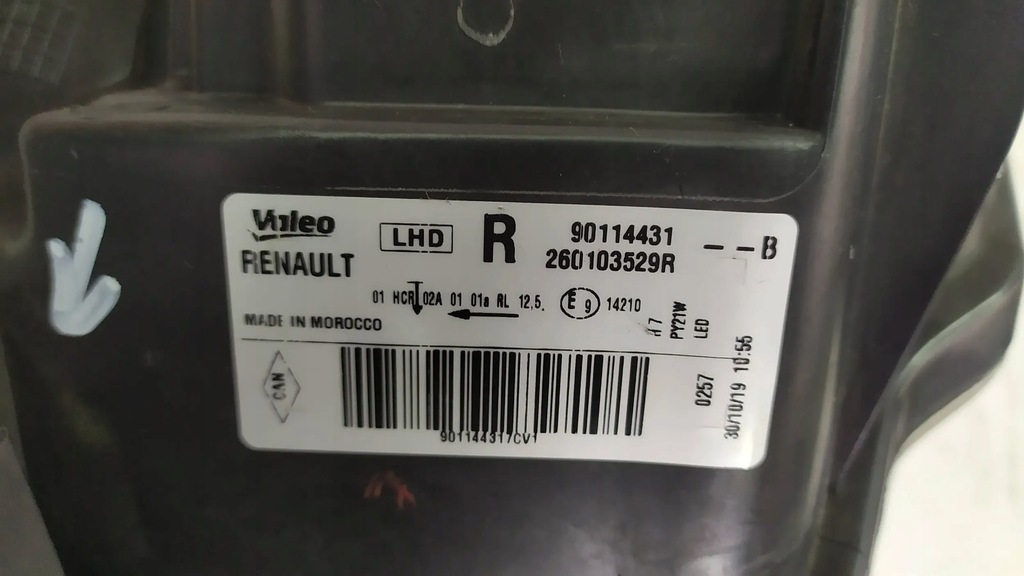 Valeo
RENAULT
LHD
R
90114431
260103529R
– – B
01 HCR 02A 01 01a RL 12,5.
E 9
14210
MADE IN MOROCCO
H7
PY21W
LED
CAN
901144317CV1
0257
30/10/19 10:55